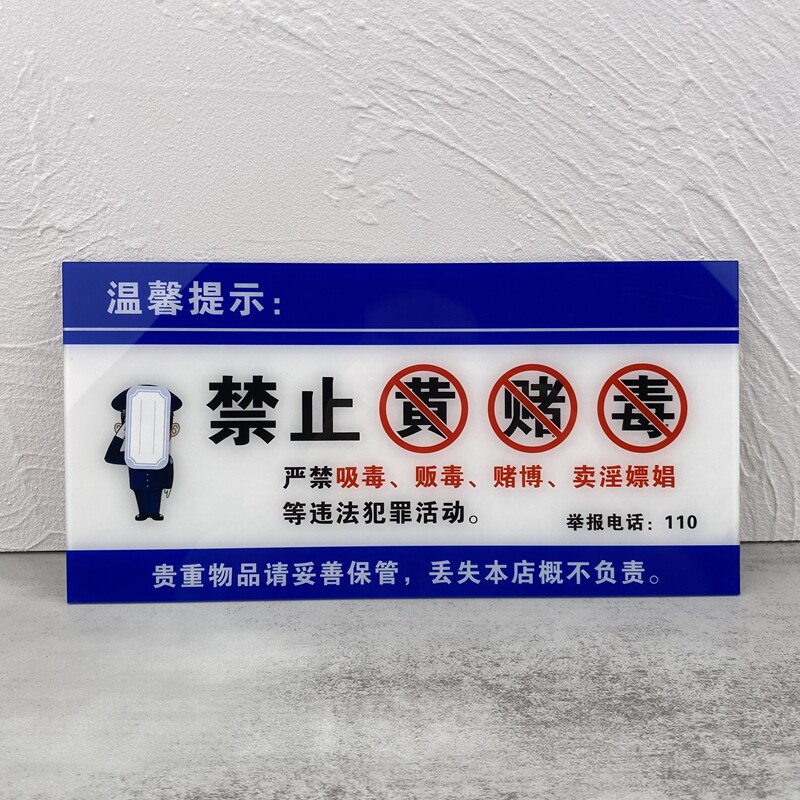 温馨提示：
禁止黄赌毒
严禁吸毒、贩毒、赌博、卖淫嫖娼
等违法犯罪活动。
举报电话：110
贵重物品请妥善保管，丢失本店概不负责。